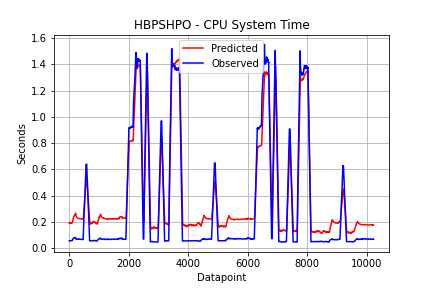 HBPSHPO - CPU System Time
Predicted
Observed
1.6
1.4
1.2
1.0
0.8
0.6
0.4
0.2
0.0
Seconds
0 2000 4000 6000 8000 10000
Datapoint